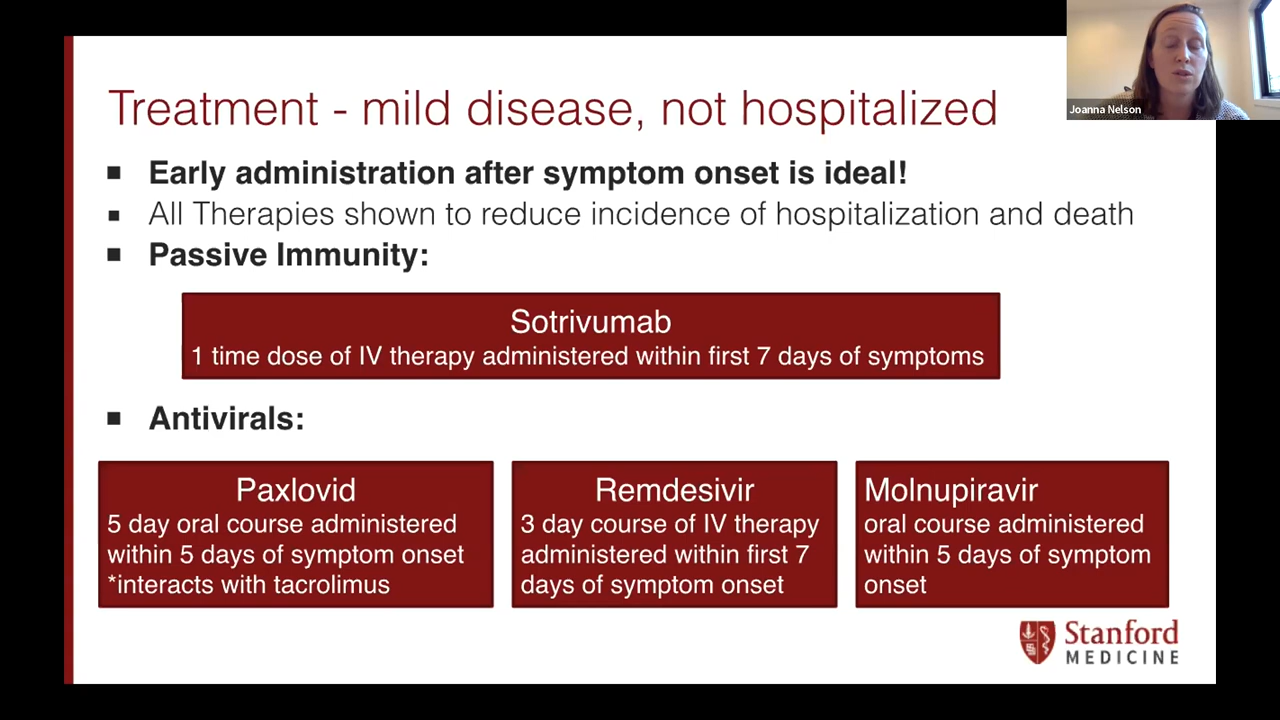 Joanna Nelson
Treatment - mild disease, not hospitalized
Early administration after symptom onset is ideal!
All Therapies shown to reduce incidence of hospitalization and death
Passive Immunity:
Sotrivumab
1 time dose of IV therapy administered within first 7 days of symptoms
Antivirals:
Paxlovid
5 day oral course administered
within 5 days of symptom onset
*interacts with tacrolimus
Remdesivir
3 day course of IV therapy
administered within first 7
days of symptom onset
Molnupiravir
oral course administered
within 5 days of symptom
onset
Stanford
MEDICINE